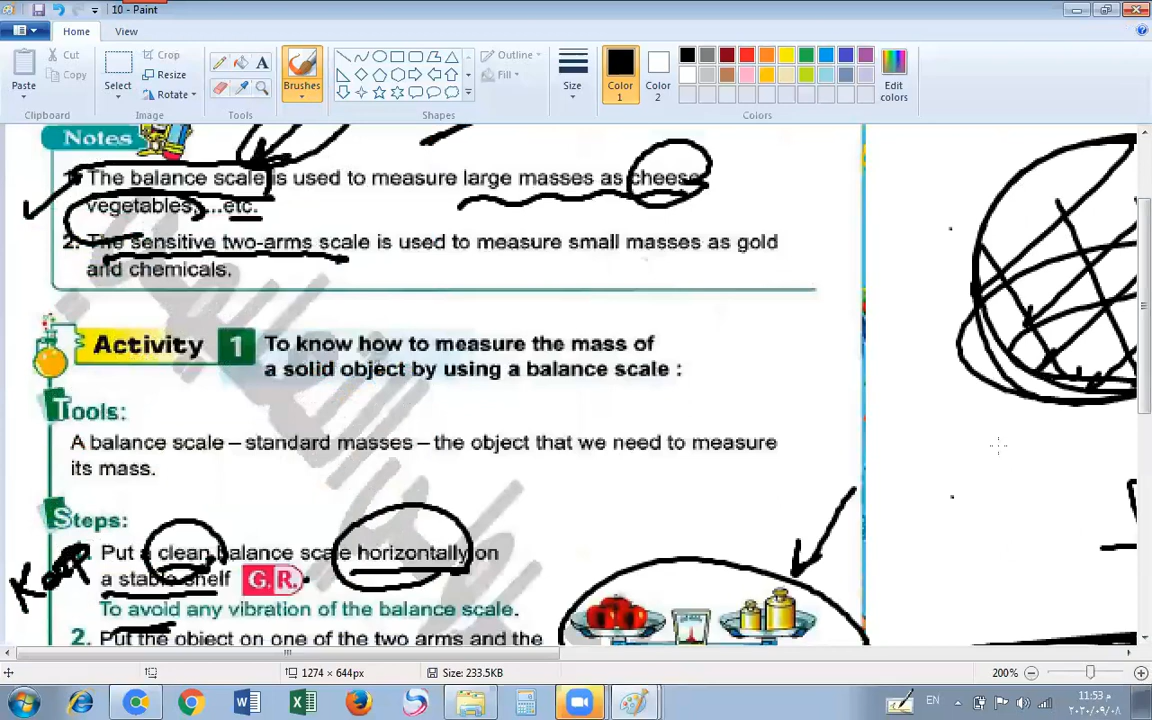 10 - Paint
Home View
Paste
Cut
Copy
Clipboard
Select
Crop
Resize
Rotate
Image
Tools
Brushes
Shapes
Outline
Fill
Size
Color 1
Color 2
Edit colors
Colors
Notes
1. The balance scale is used to measure large masses as cheese,
vegetables, ...etc.
2. The sensitive two-arms scale is used to measure small masses as gold
and chemicals.
Activity 1 To know how to measure the mass of
a solid object by using a balance scale :
Tools:
A balance scale – standard masses – the object that we need to measure
its mass.
Steps:
Keep
1. Put a clean balance scale horizontally on
a stable shelf G.R.
To avoid any vibration of the balance scale.
2. Put the object on one of the two arms and the
1274 × 644px
Size: 233.5KB
200%
EN
11:53 م
٢٠٢٠/٠٩/٠٨